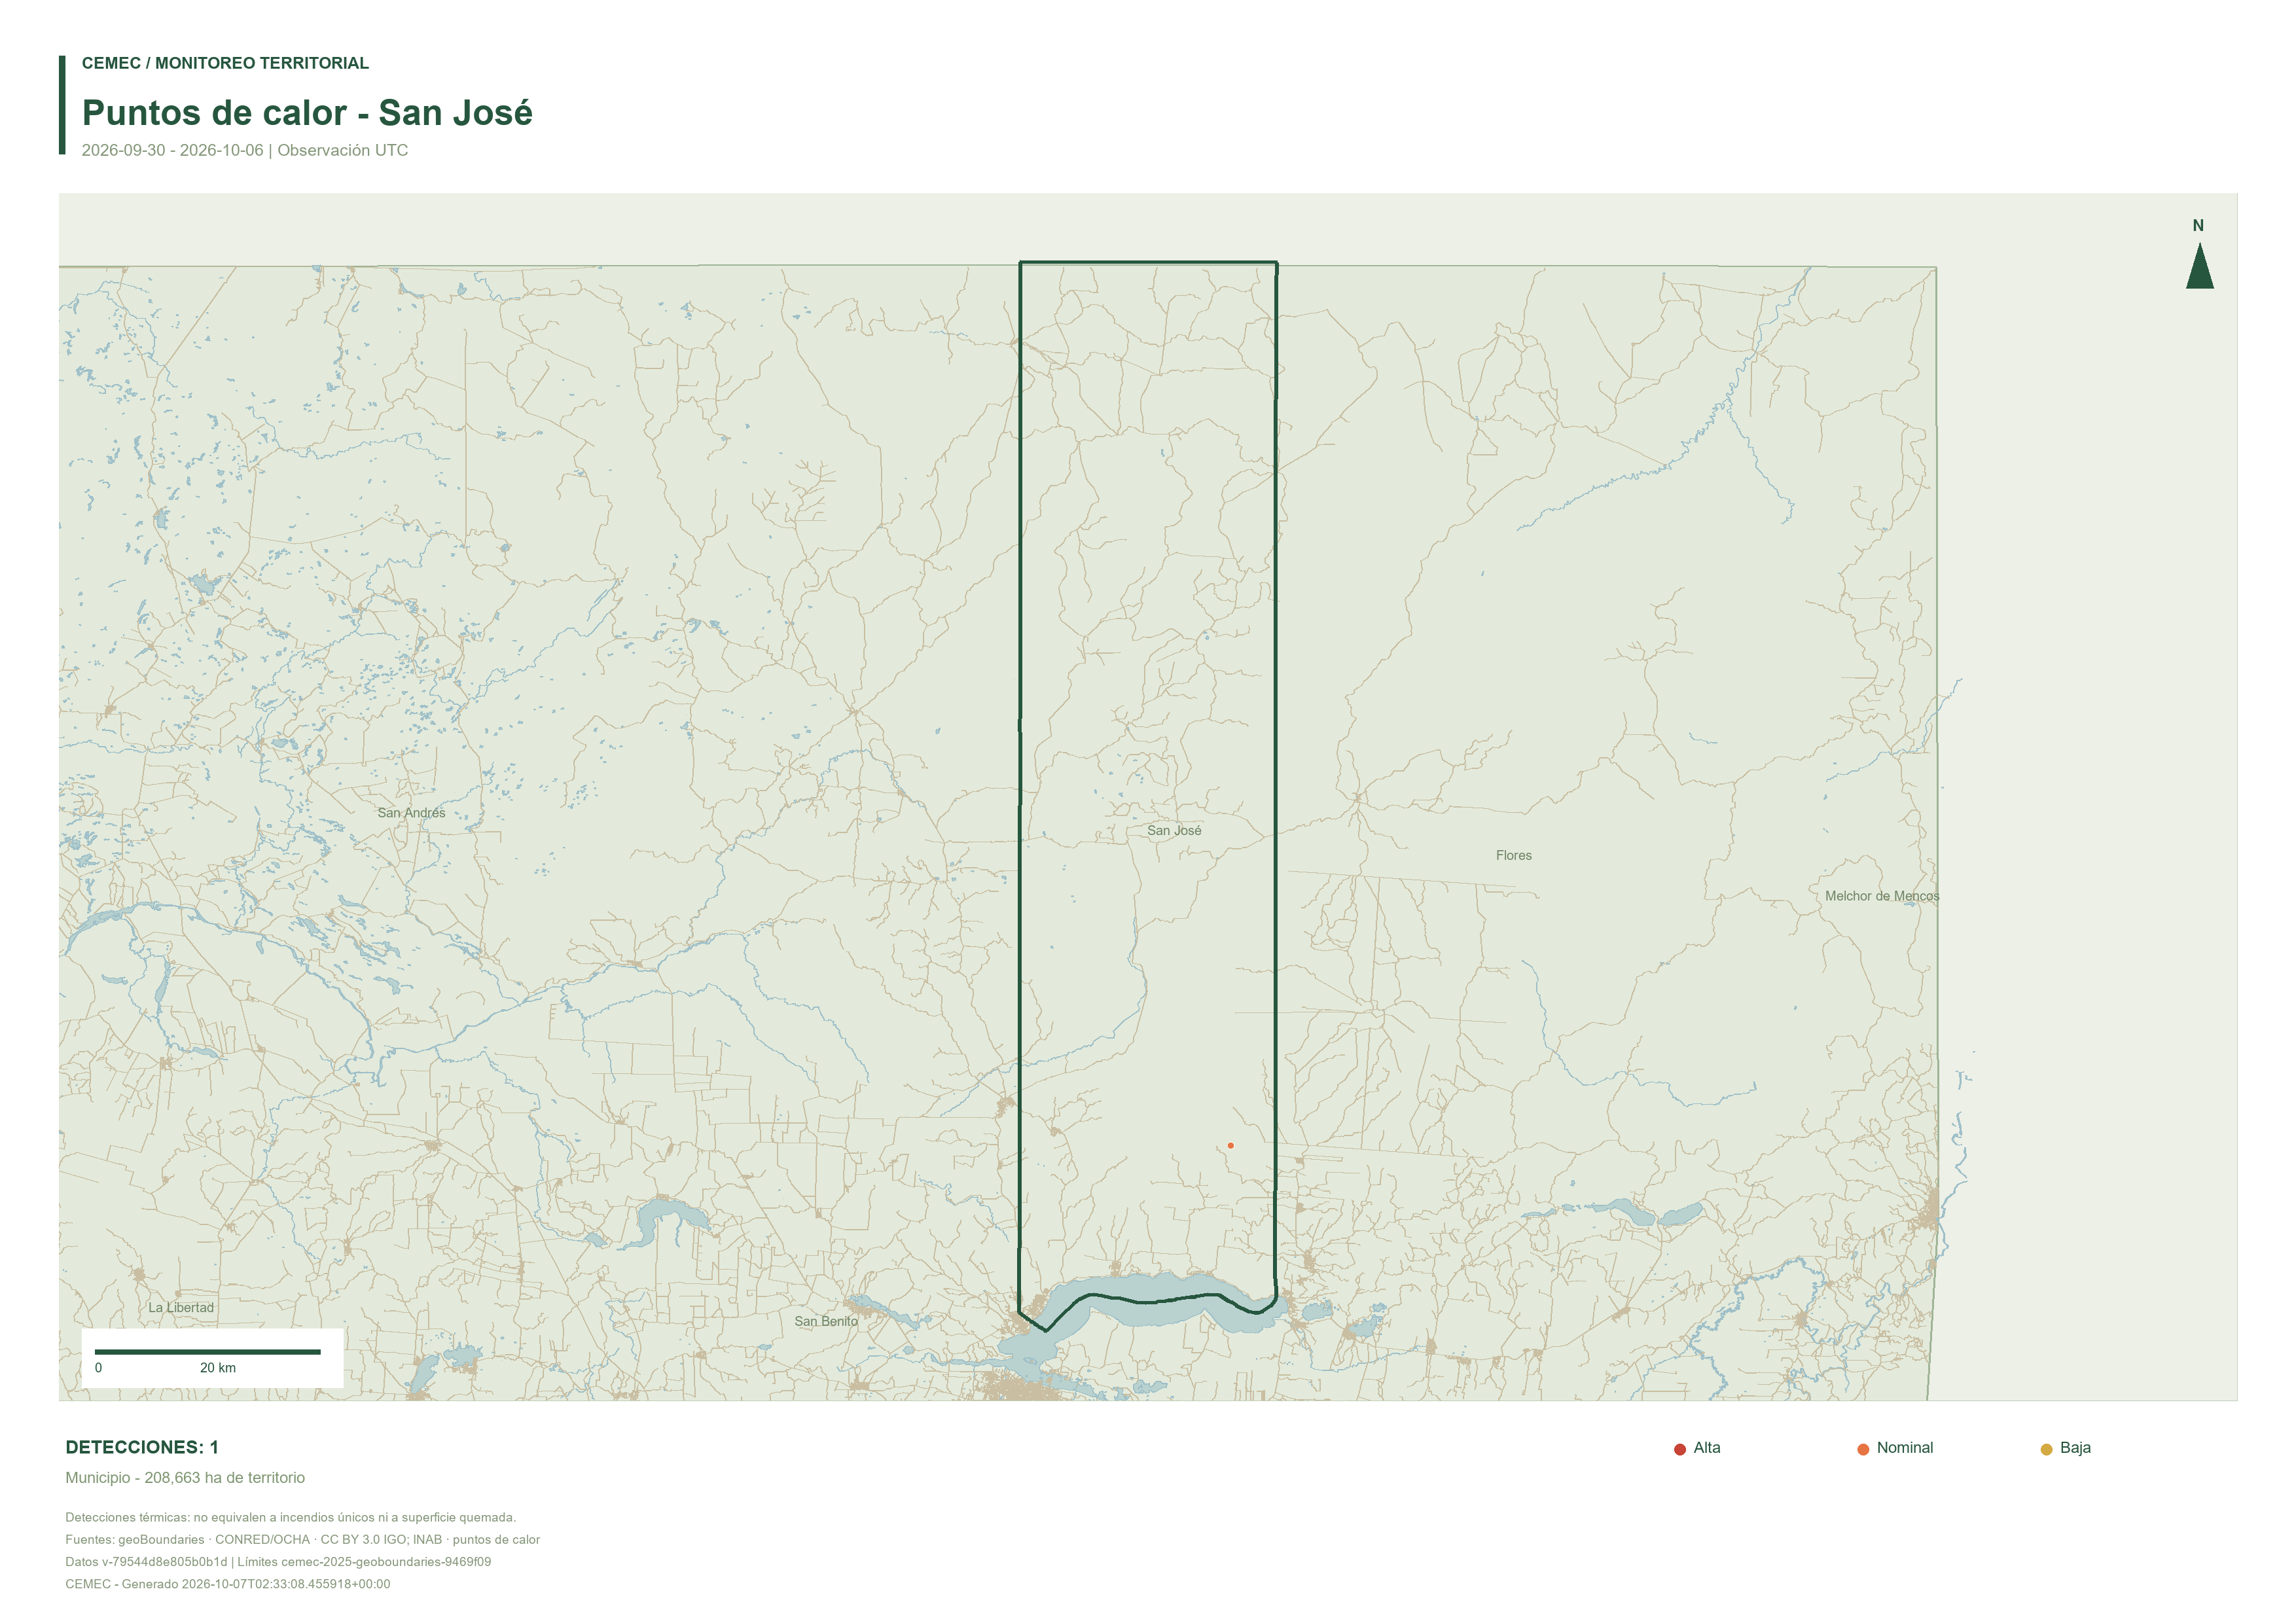 CEMEC / MONITOREO TERRITORIAL
Puntos de calor - San José
2026-09-30 - 2026-10-06 | Observación UTC
N
San Andrés
San José
Flores
Melchor de Mencos
La Libertad
San Benito
0 20 km
DETECCIONES: 1
Alta Nominal Baja
Municipio - 208,663 ha de territorio
Detecciones térmicas: no equivalen a incendios únicos ni a superficie quemada.
Fuentes: geoBoundaries · CONRED/OCHA · CC BY 3.0 IGO; INAB · puntos de calor
Datos v-79544d8e805b0b1d | Límites cemec-2025-geoboundaries-9469f09
CEMEC - Generado 2026-10-07T02:33:08.455918+00:00